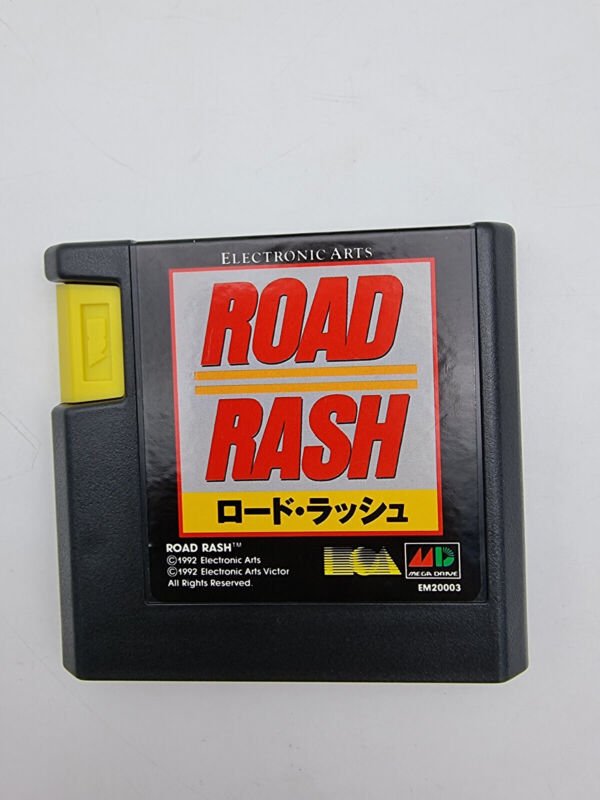 ELECTRONIC ARTS
ROAD
RASH
ロード・ラッシュ
ROAD RASH™
©1992 Electronic Arts
©1992 Electronic Arts Victor
All Rights Reserved.
ECA
MD
MEGA DRIVE
EM20003